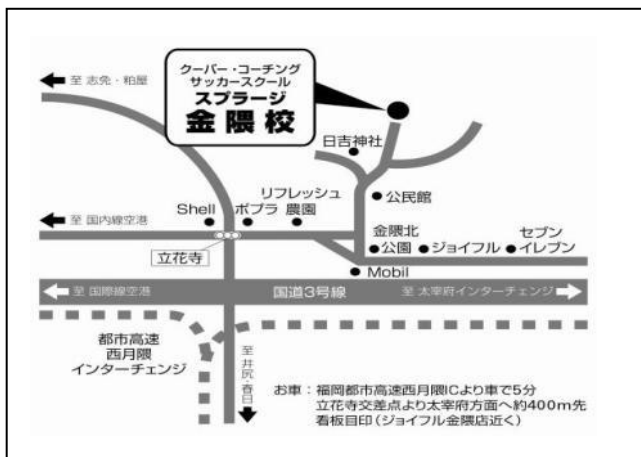 クーバー・コーチング
サッカースクール
スプラージ
金隈校
至 志免・粕屋
日吉神社
リフレッシュ
農園
Shell
ポプラ
公民館
至 国内線空港
金隈北
公園
ジョイフル
セブン
イレブン
立花寺
Mobil
至 国際線空港
国道3号線
至 太宰府インターチェンジ
都市高速
西月隈
インターチェンジ
至 井尻・春日
お車：福岡都市高速西月隈ICより車で5分
立花寺交差点より太宰府方面へ約400m先
看板目印（ジョイフル金隈店近く）